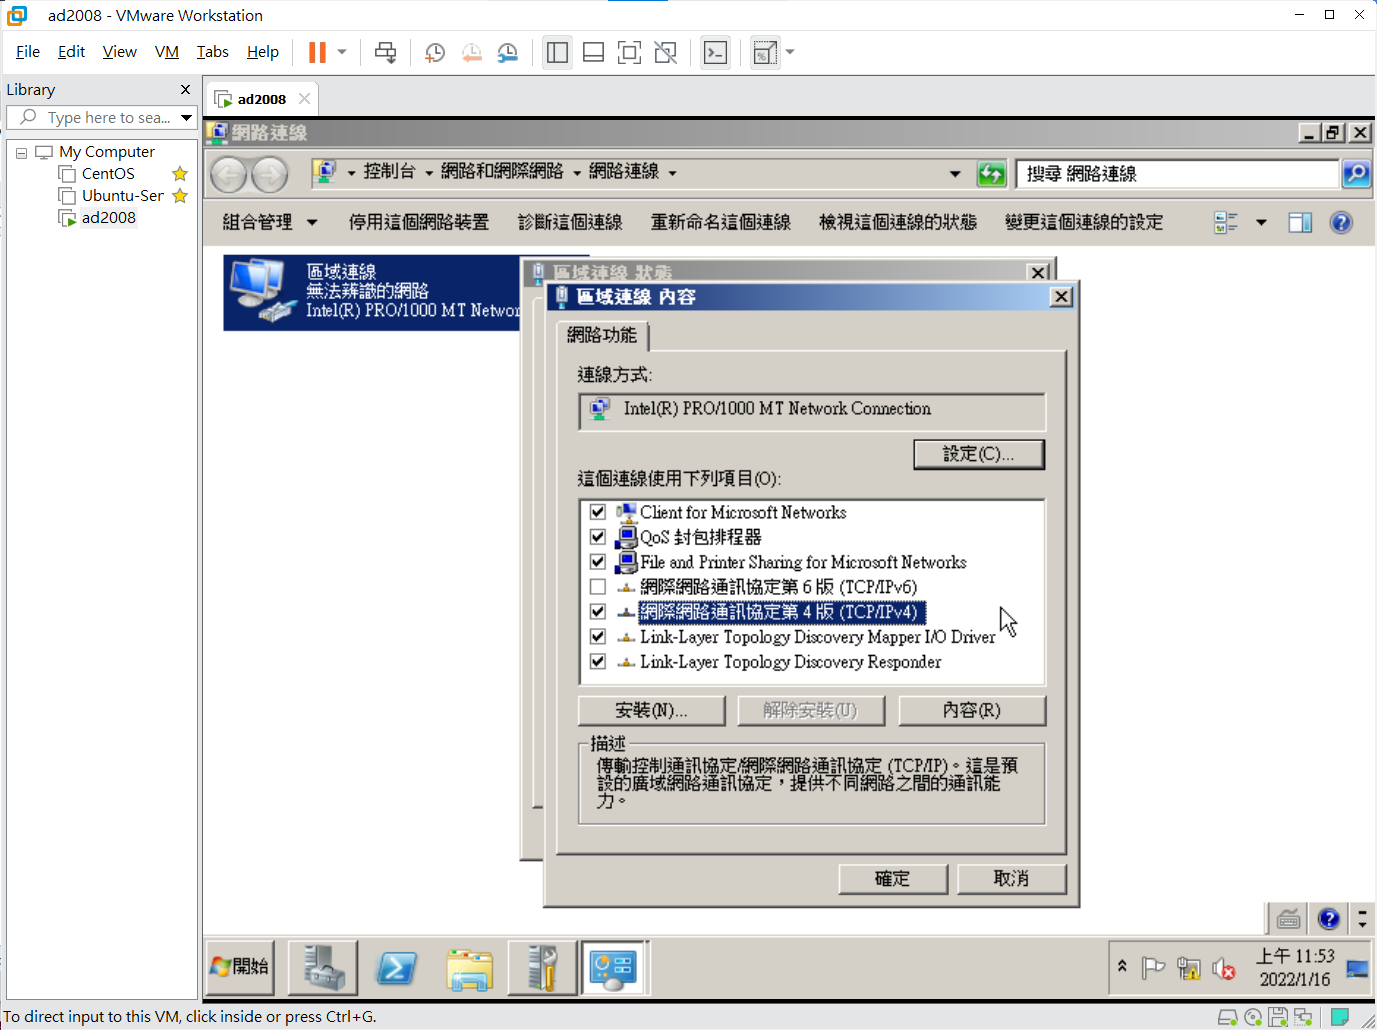 ad2008 - VMware Workstation
File Edit View VM Tabs Help
Library
Type here to sea...
My Computer
CentOS
Ubuntu-Ser
ad2008
ad2008
網路連線
控制台 網路和網際網路 網路連線
搜尋 網路連線
組合管理 停用這個網路裝置 診斷這個連線 重新命名這個連線 檢視這個連線的狀態 變更這個連線的設定
區域連線
無法辨識的網路
Intel(R) PRO/1000 MT Networ
區域連線 狀態
區域連線 內容
網路功能
連線方式:
Intel(R) PRO/1000 MT Network Connection
設定(C)...
這個連線使用下列項目(O):
Client for Microsoft Networks
QoS 封包排程器
File and Printer Sharing for Microsoft Networks
網際網路通訊協定第 6 版 (TCP/IPv6)
網際網路通訊協定第 4 版 (TCP/IPv4)
Link-Layer Topology Discovery Mapper I/O Driver
Link-Layer Topology Discovery Responder
安裝(N)... 解除安裝(U) 內容(R)
描述
傳輸控制通訊協定/網際網路通訊協定 (TCP/IP)。這是預
設的廣域網路通訊協定，提供不同網路之間的通訊能
力。
確定 取消
開始
上午 11:53
2022/1/16
To direct input to this VM, click inside or press Ctrl+G.